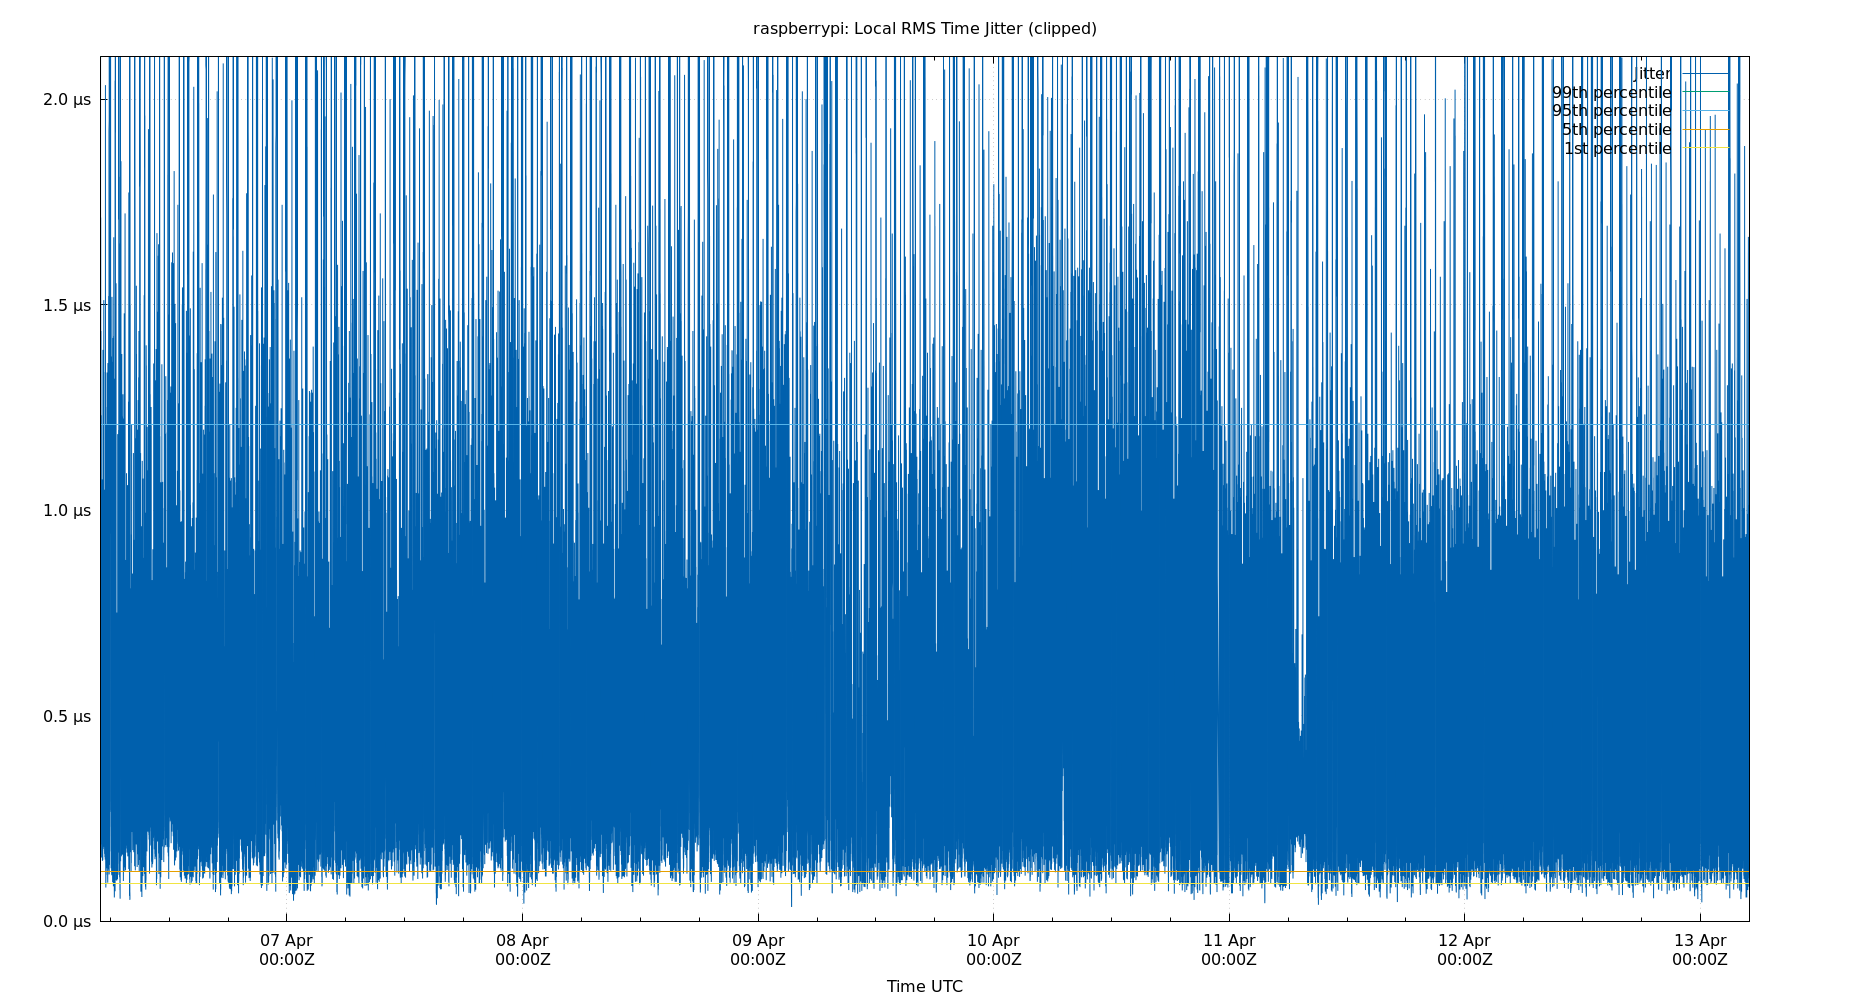 raspberrypi: Local RMS Time Jitter (clipped)
jitter
99th percentile
95th percentile
5th percentile
1st percentile
2.0 µs
1.5 µs
1.0 µs
0.5 µs
0.0 µs
07 Apr 08 Apr 09 Apr 10 Apr 11 Apr 12 Apr 13 Apr
00:00Z 00:00Z 00:00Z 00:00Z 00:00Z 00:00Z 00:00Z
Time UTC